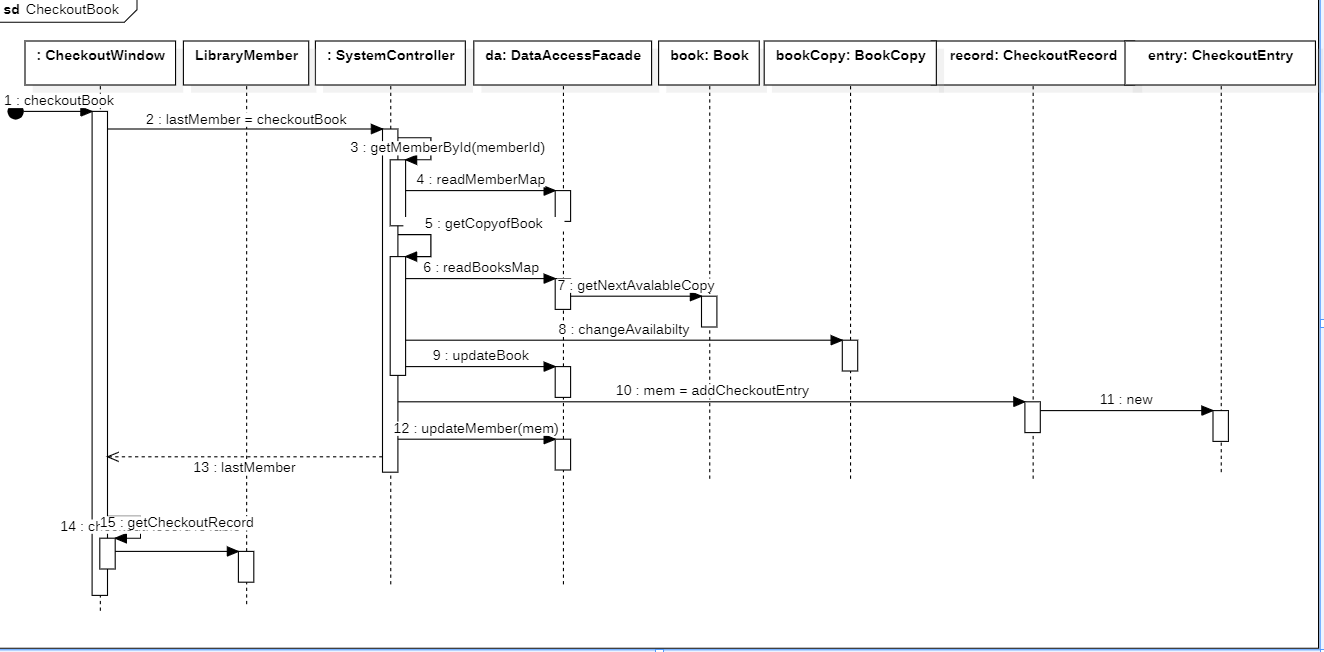 sd CheckoutBook
: CheckoutWindow
LibraryMember
: SystemController
da: DataAccessFacade
book: Book
bookCopy: BookCopy
record: CheckoutRecord
entry: CheckoutEntry
1 : checkoutBook
2 : lastMember = checkoutBook
3 : getMemberById(memberId)
4 : readMemberMap
5 : getCopyofBook
6 : readBooksMap
7 : getNextAvalableCopy
8 : changeAvailabilty
9 : updateBook
10 : mem = addCheckoutEntry
11 : new
12 : updateMember(mem)
13 : lastMember
14 :
15 : getCheckoutRecord